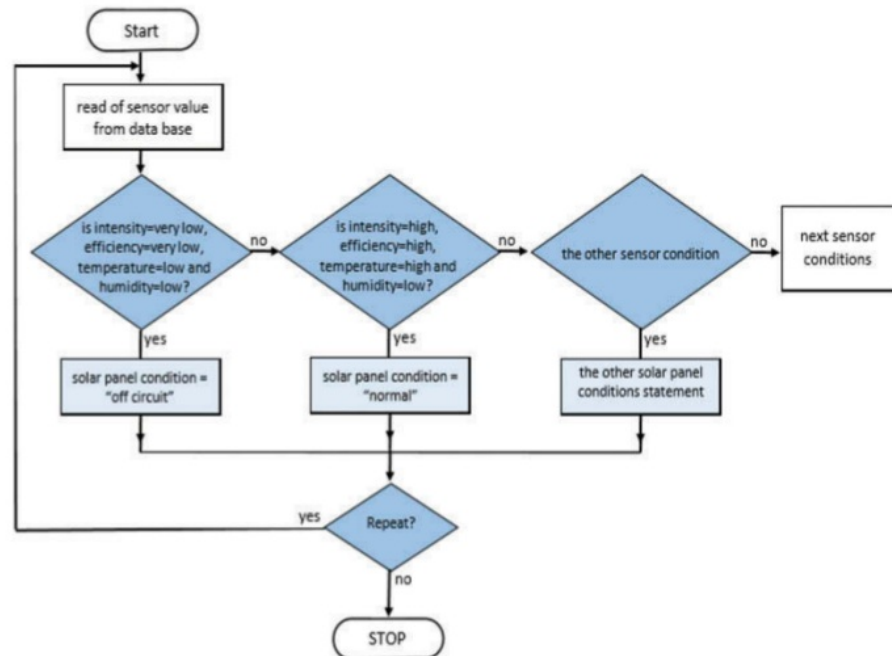 Start
read of sensor value
from data base
is intensity=very low,
efficiency=very low,
temperature=low and
humidity=low?
no
is intensity=high,
efficiency=high,
temperature=high and
humidity=low?
no
the other sensor condition
no
next sensor
conditions
yes
yes
yes
solar panel condition =
"off circuit"
solar panel condition =
"normal"
the other solar panel
conditions statement
yes
Repeat?
no
STOP